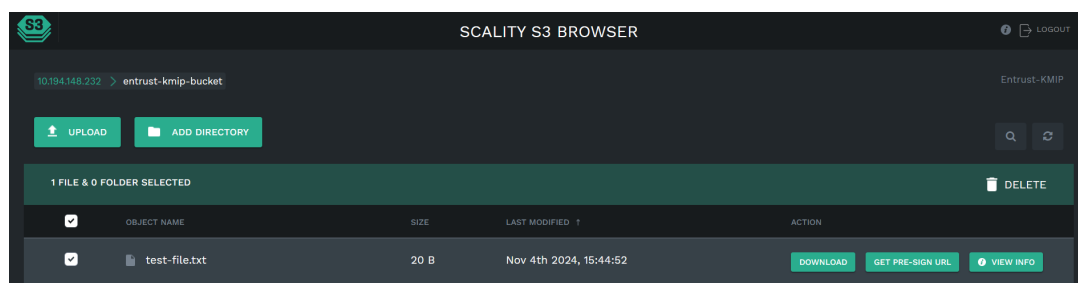 S3
SCALITY S3 BROWSER
LOGOUT
10.194.148.232 > entrust-kmip-bucket
Entrust-KMIP
UPLOAD
ADD DIRECTORY
1 FILE & 0 FOLDER SELECTED
DELETE
OBJECT NAME SIZE LAST MODIFIED ↑ ACTION
test-file.txt 20 B Nov 4th 2024, 15:44:52 DOWNLOAD GET PRE-SIGN URL VIEW INFO